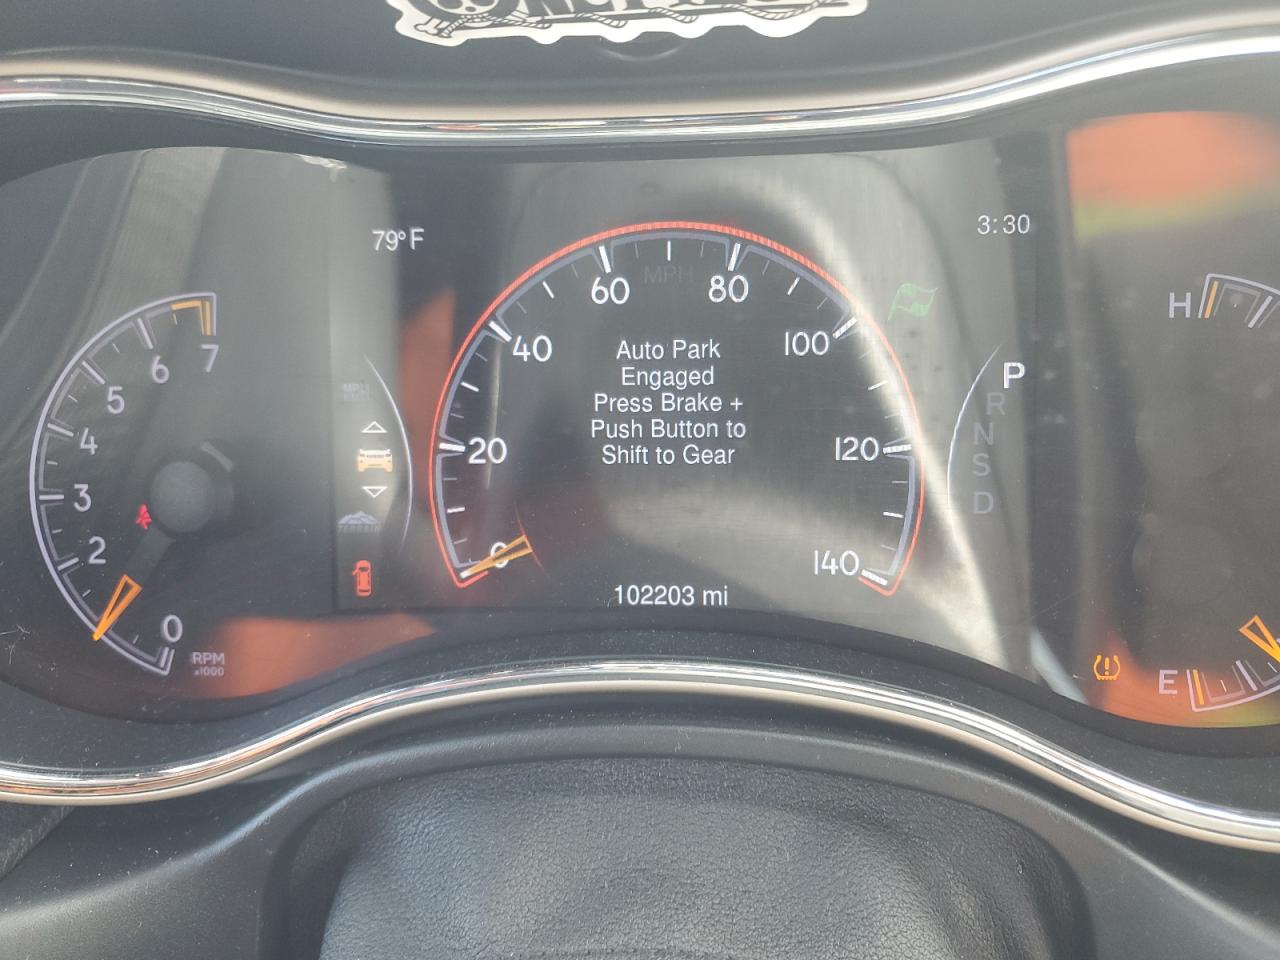 79°F
3:30
MPH
60
80
40
100
20
120
0
140
Auto Park
Engaged
Press Brake +
Push Button to
Shift to Gear
102203 mi
7
6
5
4
3
2
0
RPM
x1000
TERRAIN
P
R
N
S
D
H
E